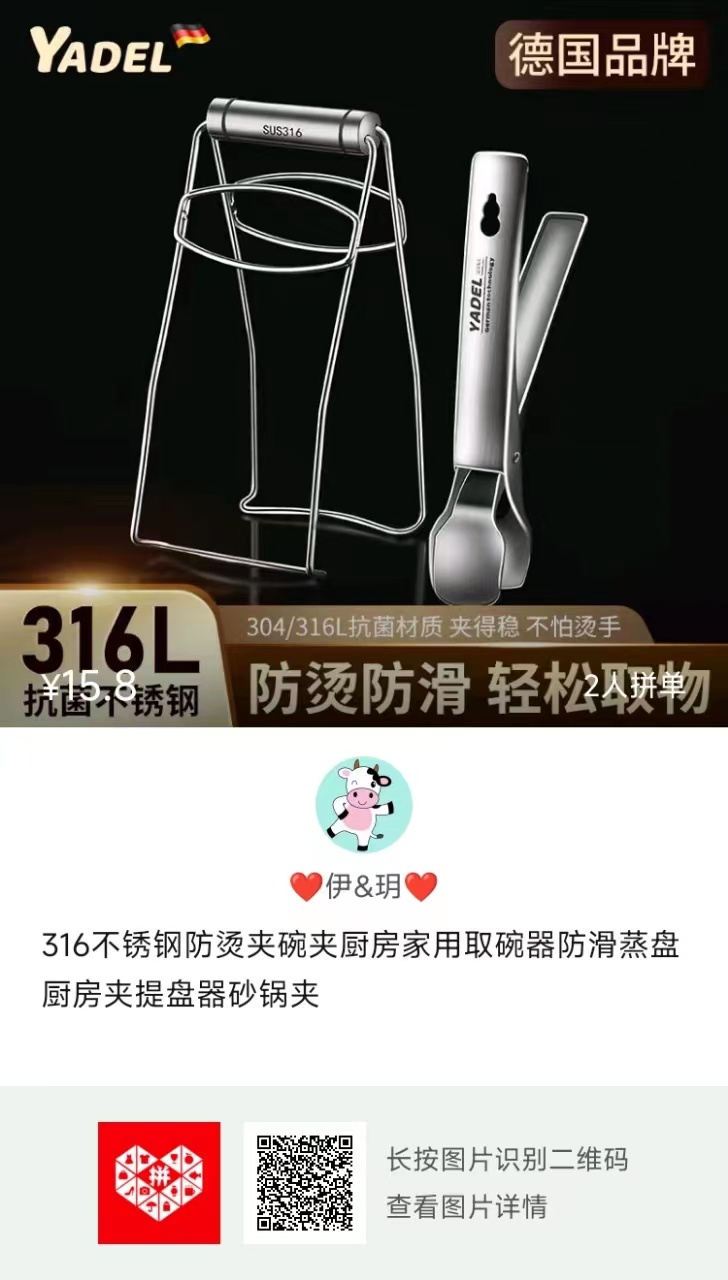 YADEL
德国品牌
SUS316
YADEL
German technology
304/316L抗菌材质 夹得稳 不怕烫手
316L
抗菌不锈钢
¥15.8
防烫防滑 轻松取物
2人拼单
❤️伊&玥❤️
316不锈钢防烫夹碗夹厨房家用取碗器防滑蒸盘
厨房夹提盘器砂锅夹
拼
长按图片识别二维码
查看图片详情